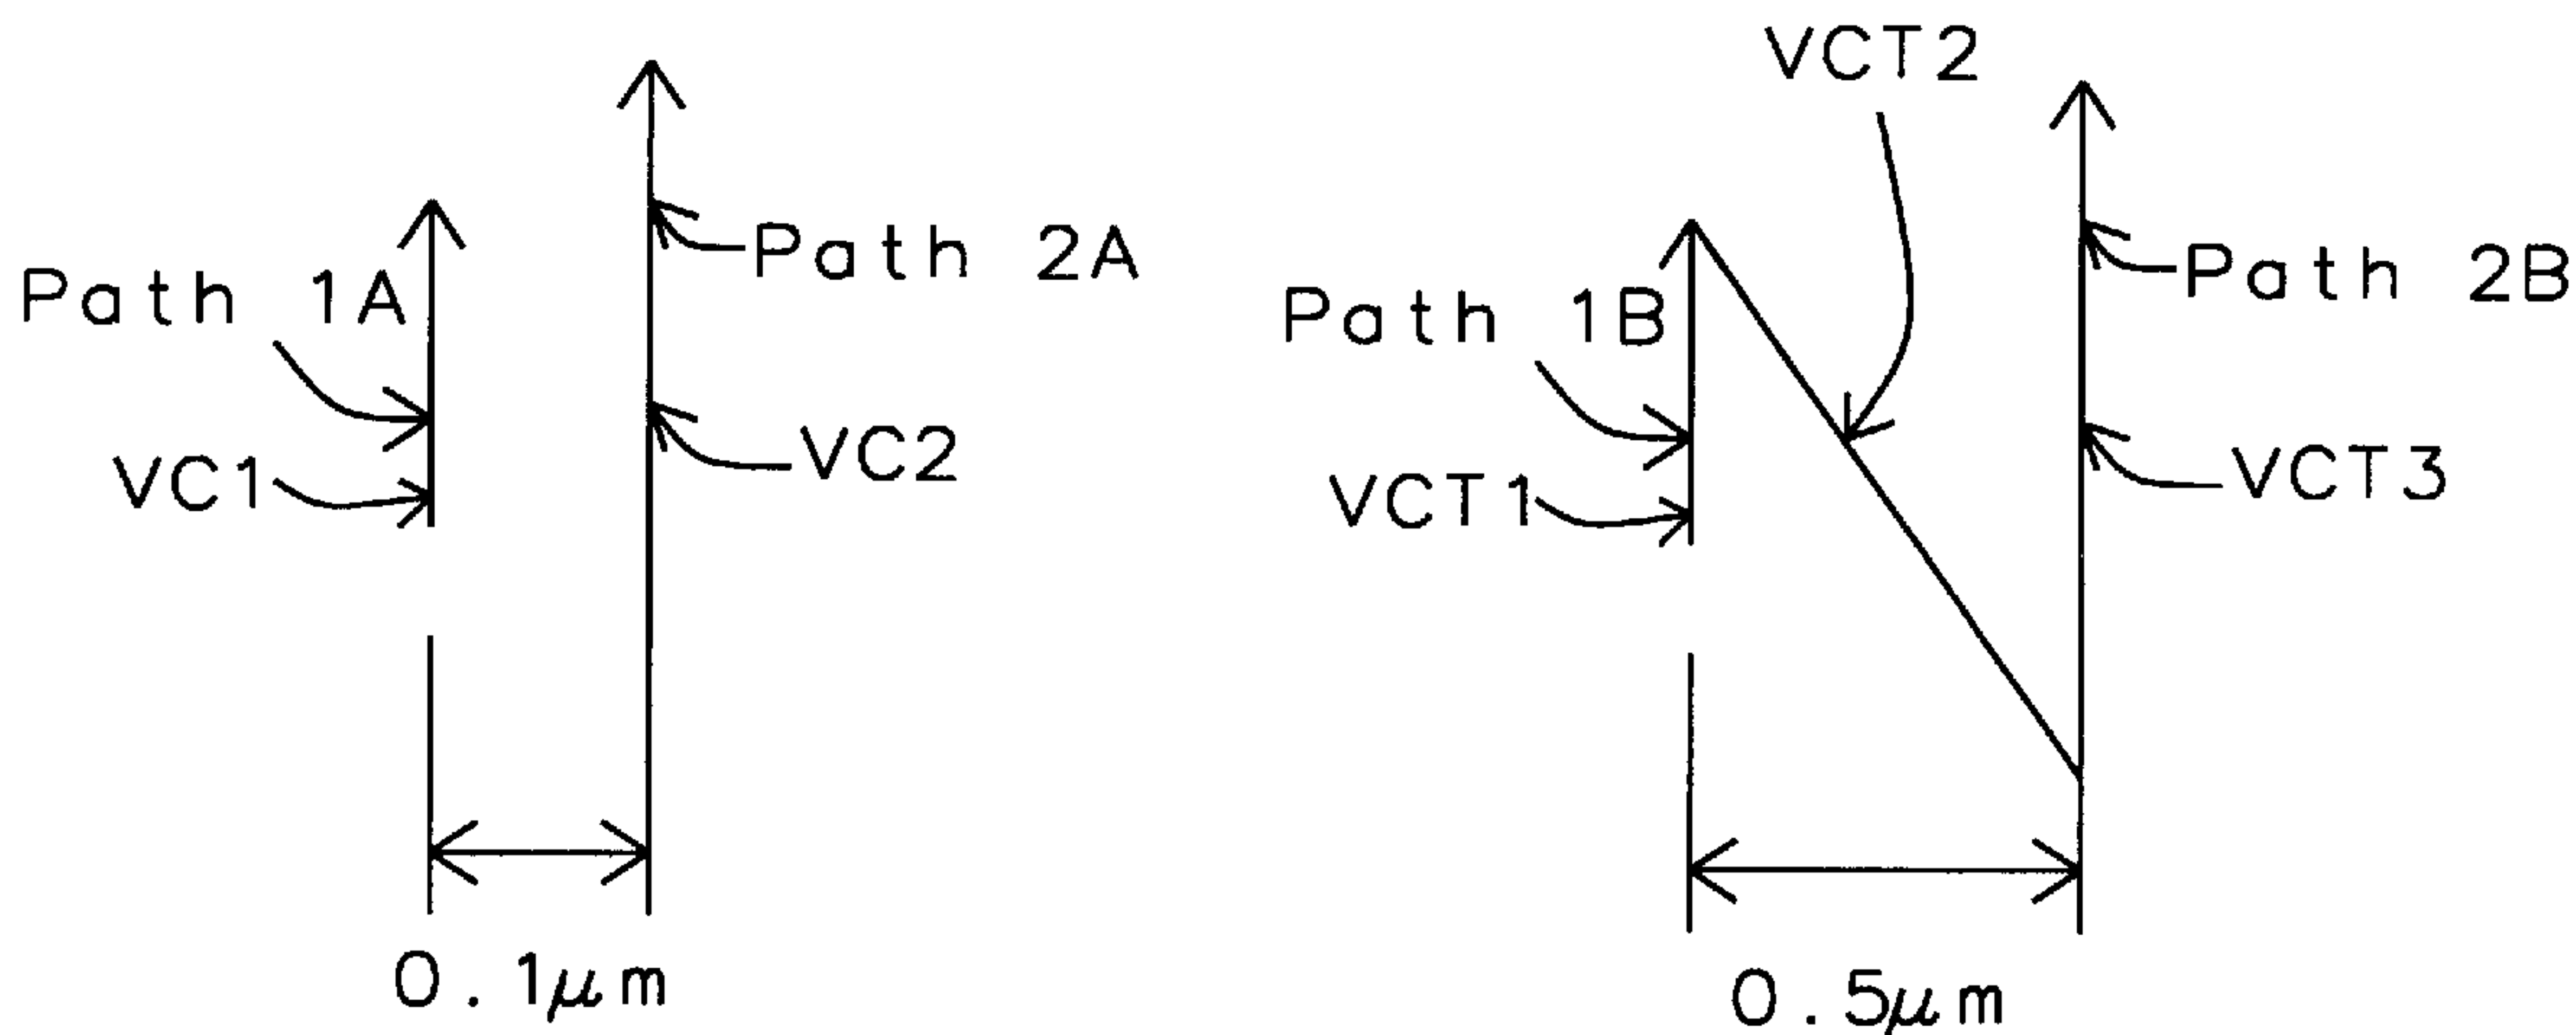 Path 1A
VC1
Path 2A
VC2
0.1μm
VCT2
Path 1B
VCT1
Path 2B
VCT3
0.5μm